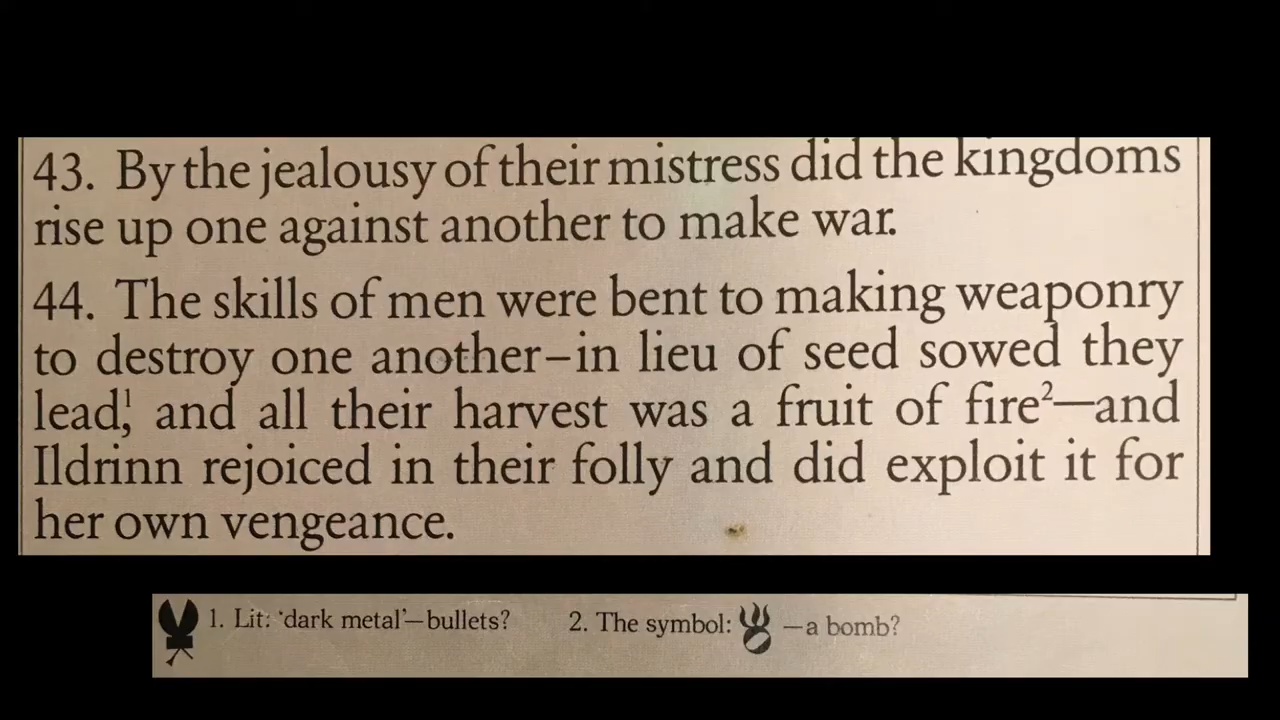 43. By the jealousy of their mistress did the kingdoms
rise up one against another to make war.
44. The skills of men were bent to making weaponry
to destroy one another–in lieu of seed sowed they
lead,¹ and all their harvest was a fruit of fire²—and
Ildrinn rejoiced in their folly and did exploit it for
her own vengeance.
1. Lit: ‘dark metal’—bullets? 2. The symbol: —a bomb?